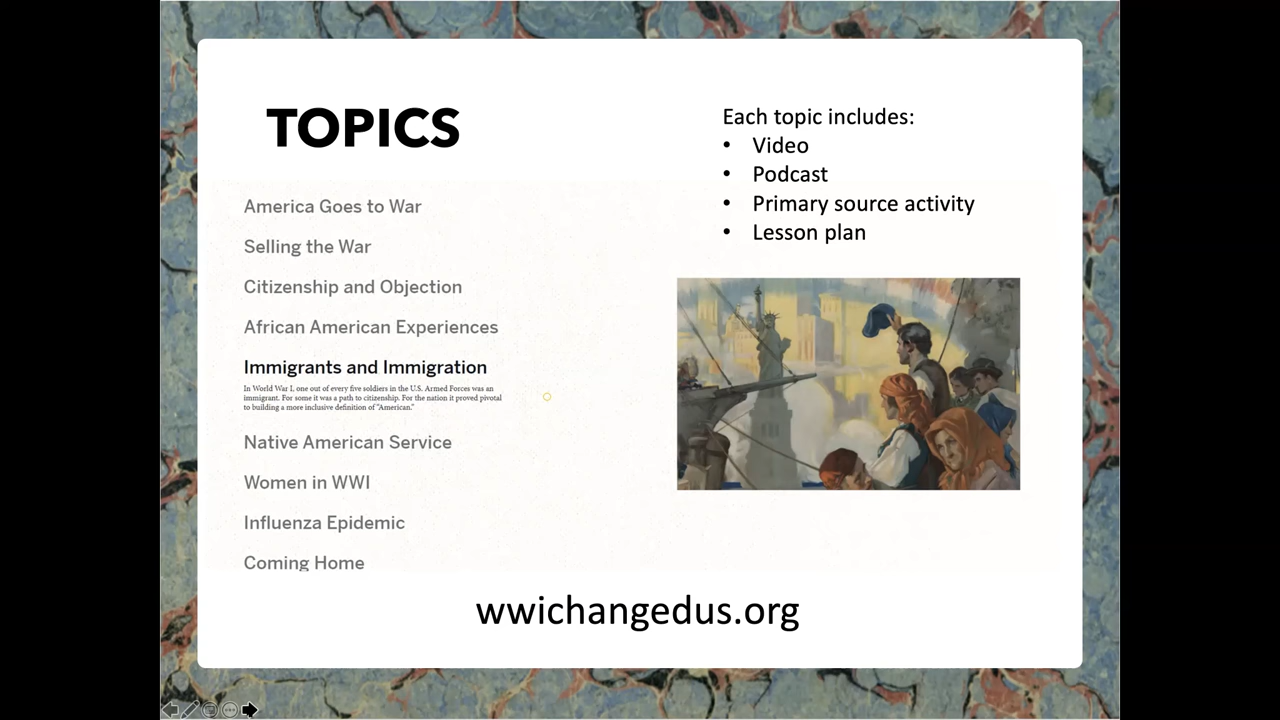 TOPICS
America Goes to War
Selling the War
Citizenship and Objection
African American Experiences
Immigrants and Immigration
In World War I, one out of every five soldiers in the U.S. Armed Forces was an
immigrant. For some it was a path to citizenship. For the nation it proved pivotal
to building a more inclusive definition of "American."
Native American Service
Women in WWI
Influenza Epidemic
Coming Home
Each topic includes:
• Video
• Podcast
• Primary source activity
• Lesson plan
wwichangedus.org